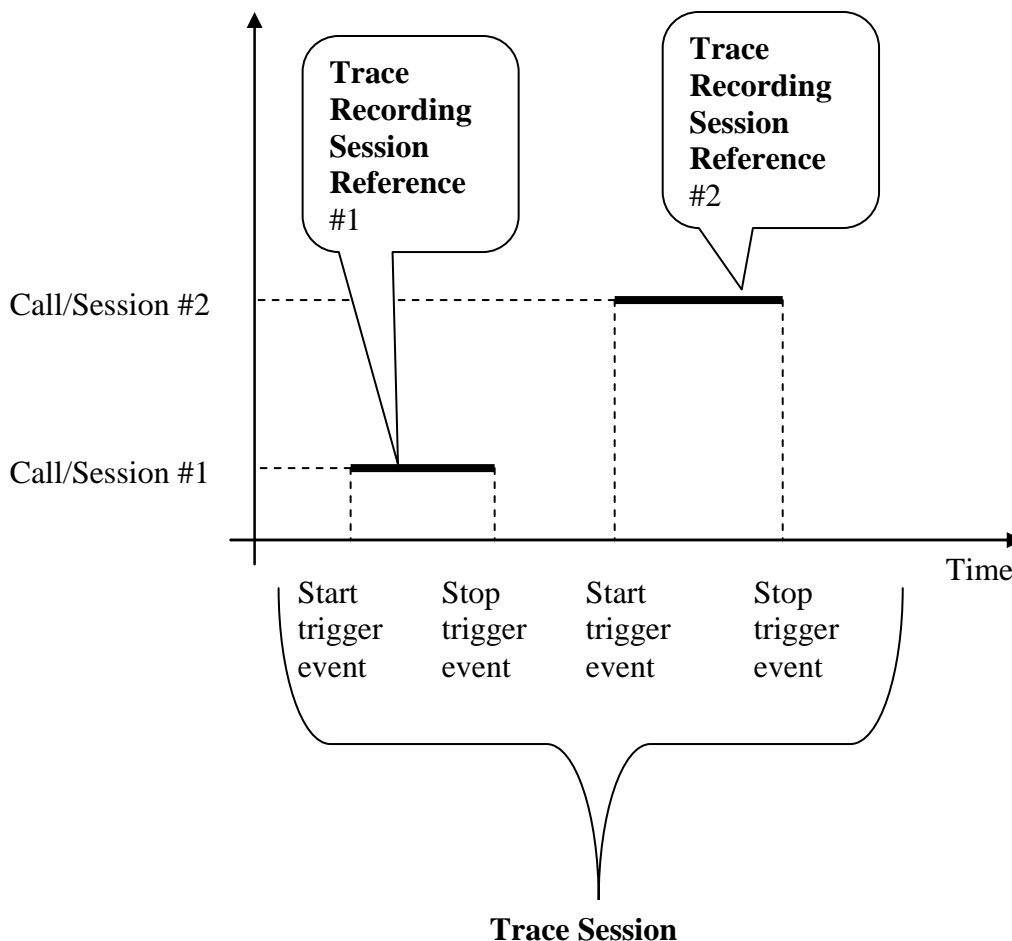 Trace
Recording
Session
Reference
#1
Trace
Recording
Session
Reference
#2
Call/Session #2
Call/Session #1
Time
Start
trigger
event
Stop
trigger
event
Start
trigger
event
Stop
trigger
event
Trace Session